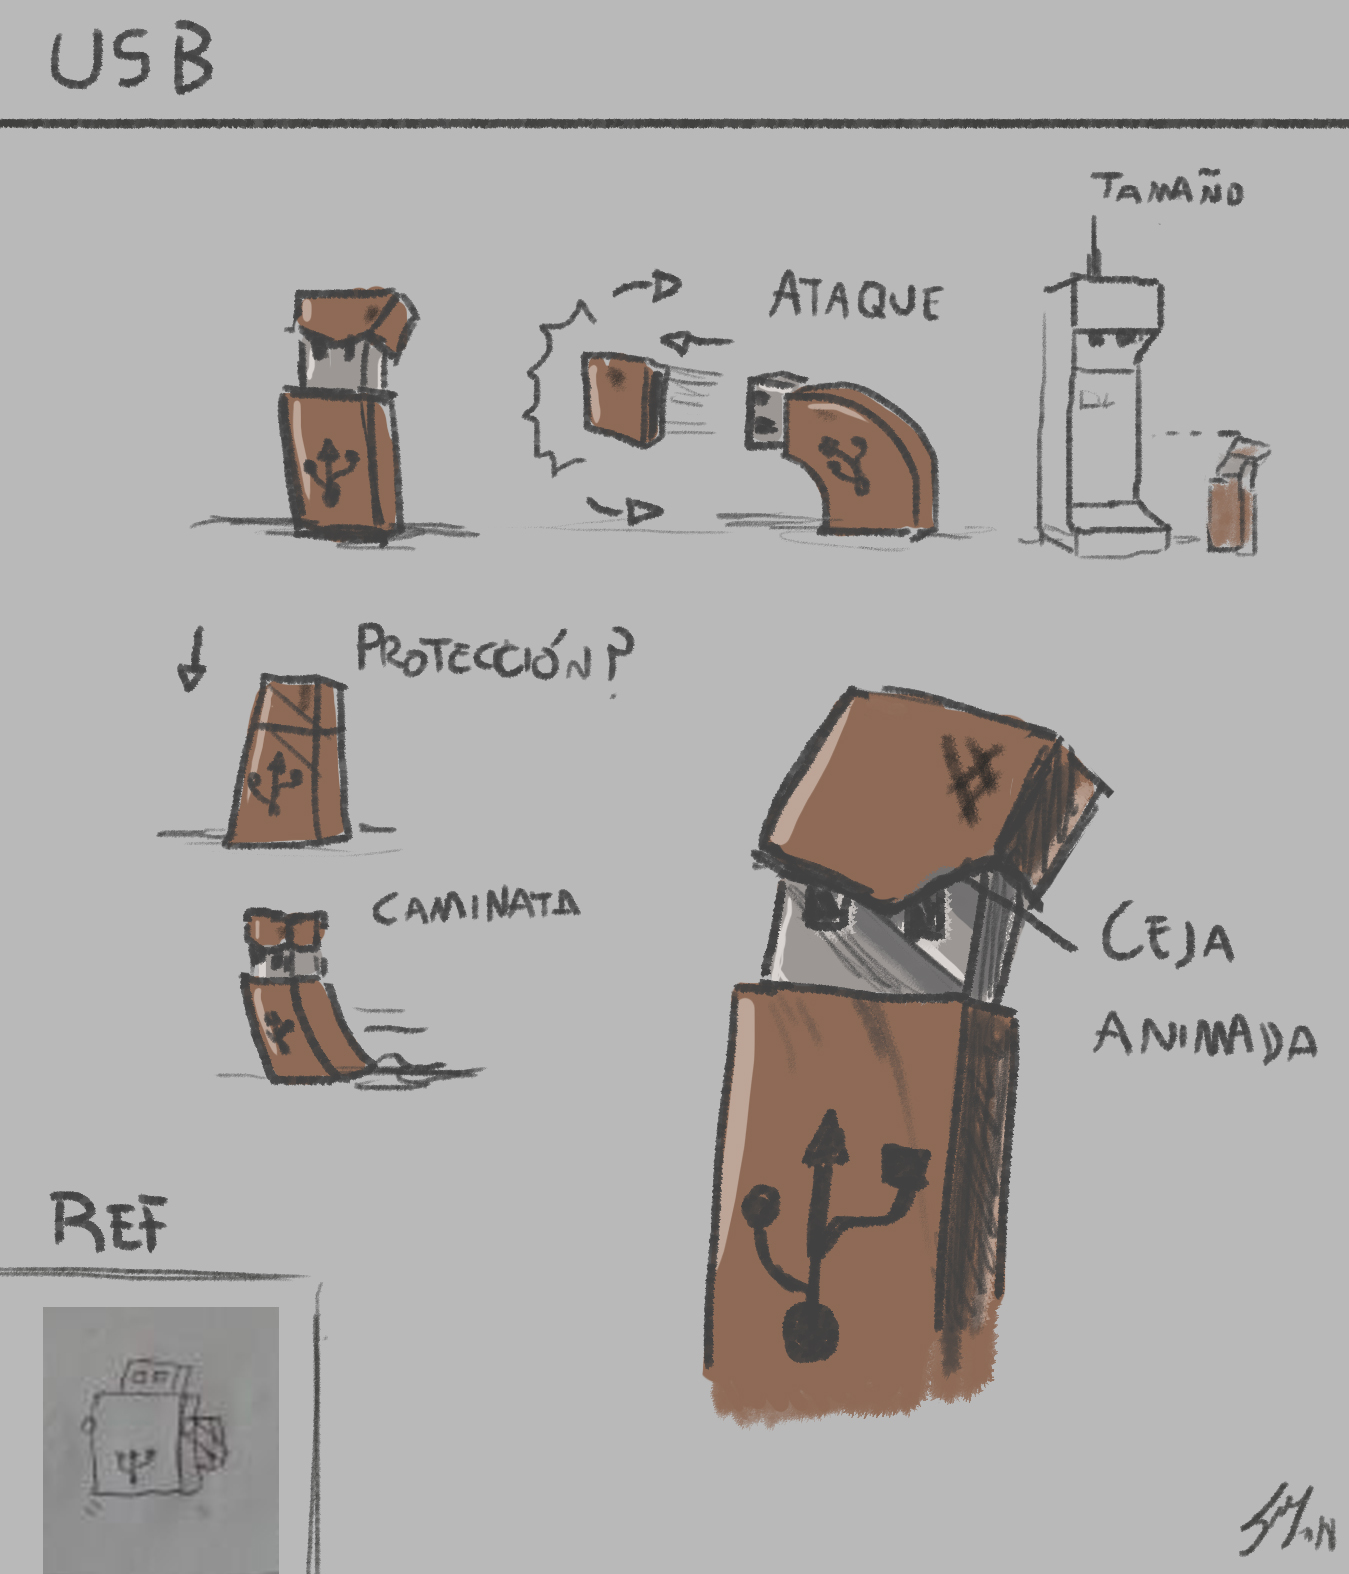 USB
TAMAÑO
ATAQUE
PROTECCIÓN?
CAMINATA
CEJA
ANIMADA
REF